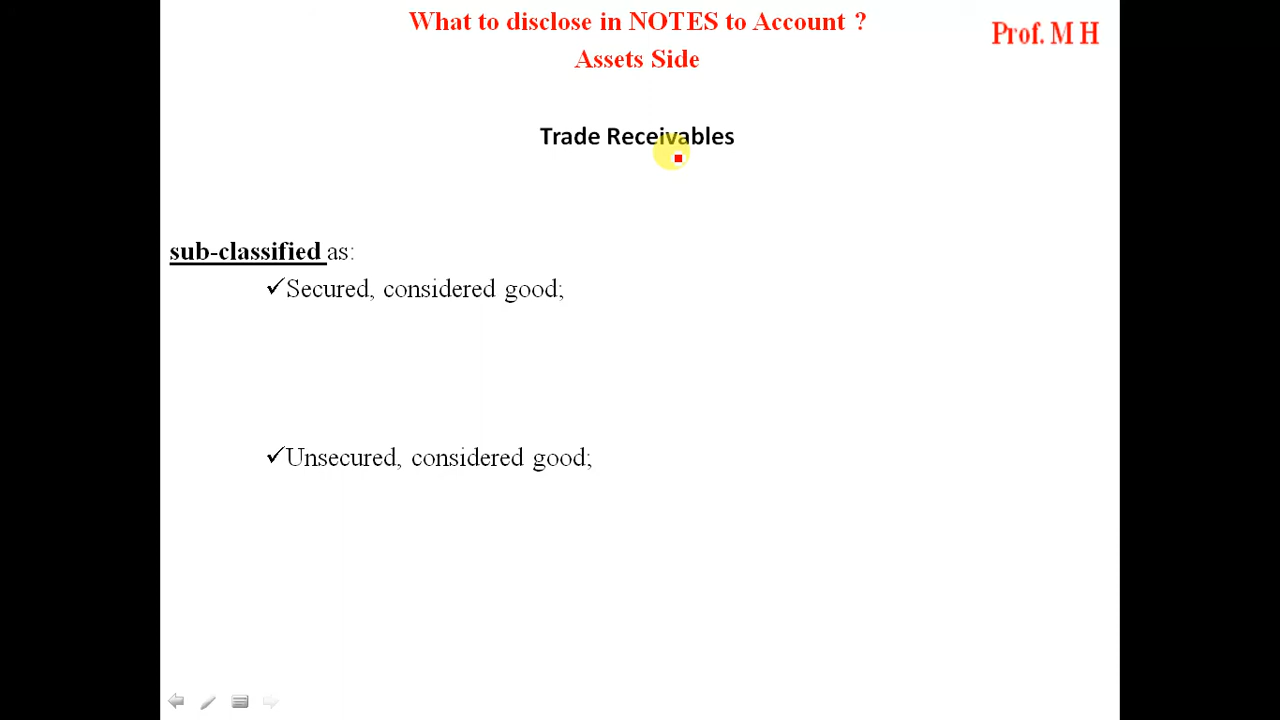 What to disclose in NOTES to Account ?
Prof. M H
Assets Side
Trade Receivables
sub-classified as:
✓Secured, considered good;
✓Unsecured, considered good;